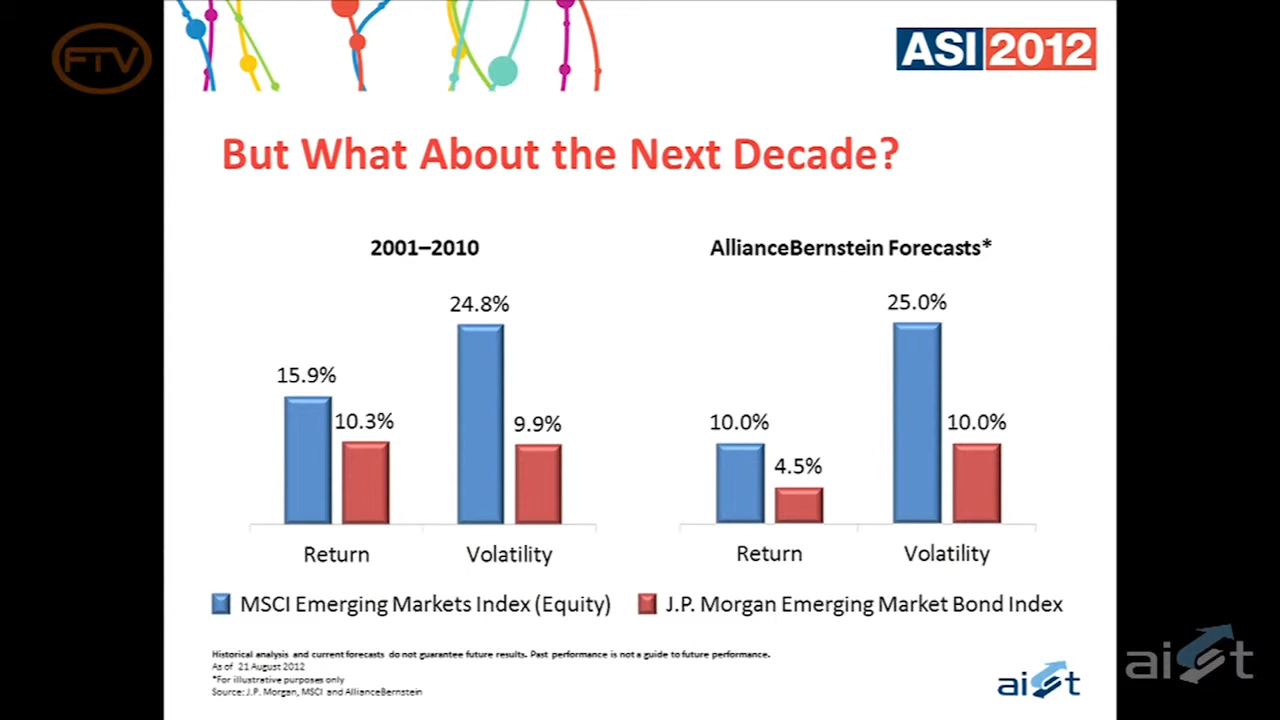 FTV
ASI 2012
But What About the Next Decade?
2001–2010
AllianceBernstein Forecasts*
24.8%
25.0%
15.9%
10.3%
9.9%
10.0%
4.5%
10.0%
Return
Volatility
Return
Volatility
MSCI Emerging Markets Index (Equity)
J.P. Morgan Emerging Market Bond Index
Historical analysis and current forecasts do not guarantee future results. Past performance is not a guide to future performance.
As of 21 August 2012
*For illustrative purposes only
Source: J.P. Morgan, MSCI and AllianceBernstein
aist
aist